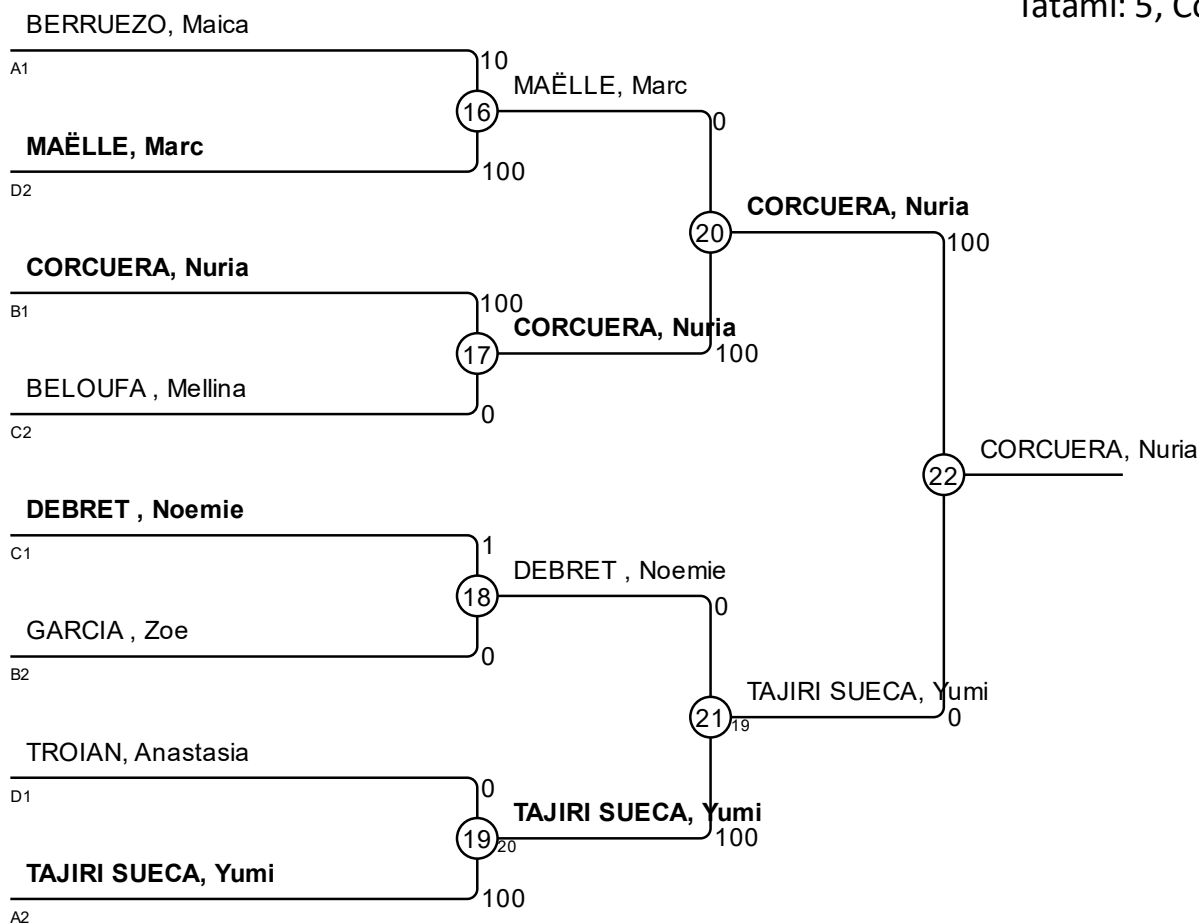 Tatami: 5, Co
BERRUEZO, Maica
A1
10
MAËLLE, Marc
16
0
MAËLLE, Marc
D2
100
CORCUERA, Nuria
20
100
CORCUERA, Nuria
B1
100
CORCUERA, Nuria
17
100
BELOUFA , Mellina
C2
0
CORCUERA, Nuria
22
DEBRET , Noemie
C1
1
DEBRET , Noemie
18
0
GARCIA , Zoe
B2
0
TAJIRI SUECA, Yumi
21
19
0
TROIAN, Anastasia
D1
0
TAJIRI SUECA, Yumi
19
20
100
TAJIRI SUECA, Yumi
A2
100